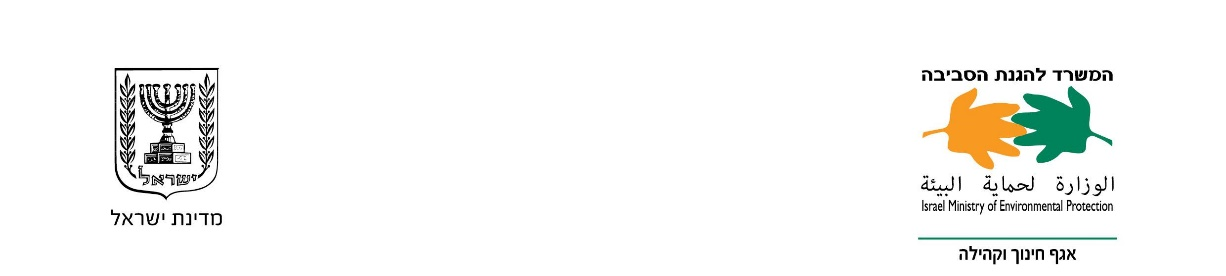 המשרד להגנת הסביבה
الوزارة لحماية البيئة
Israel Ministry of Environmental Protection
אגף חינוך וקהילה
ישראל
מדינת ישראל